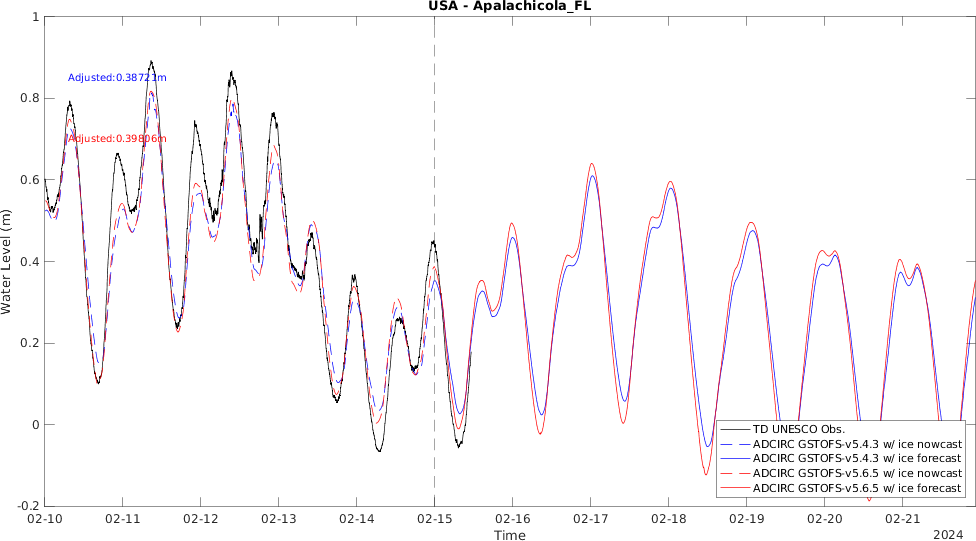 USA - Apalachicola_FL
Water Level (m)
1
0.8
0.6
0.4
0.2
0
-0.2
Adjusted:0.38721m
Adjusted:0.39806m
TD UNESCO Obs.
ADCIRC GSTOFS-v5.4.3 w/ ice nowcast
ADCIRC GSTOFS-v5.4.3 w/ ice forecast
ADCIRC GSTOFS-v5.6.5 w/ ice nowcast
ADCIRC GSTOFS-v5.6.5 w/ ice forecast
02-10 02-11 02-12 02-13 02-14 02-15 02-16 02-17 02-18 02-19 02-20 02-21
Time
2024